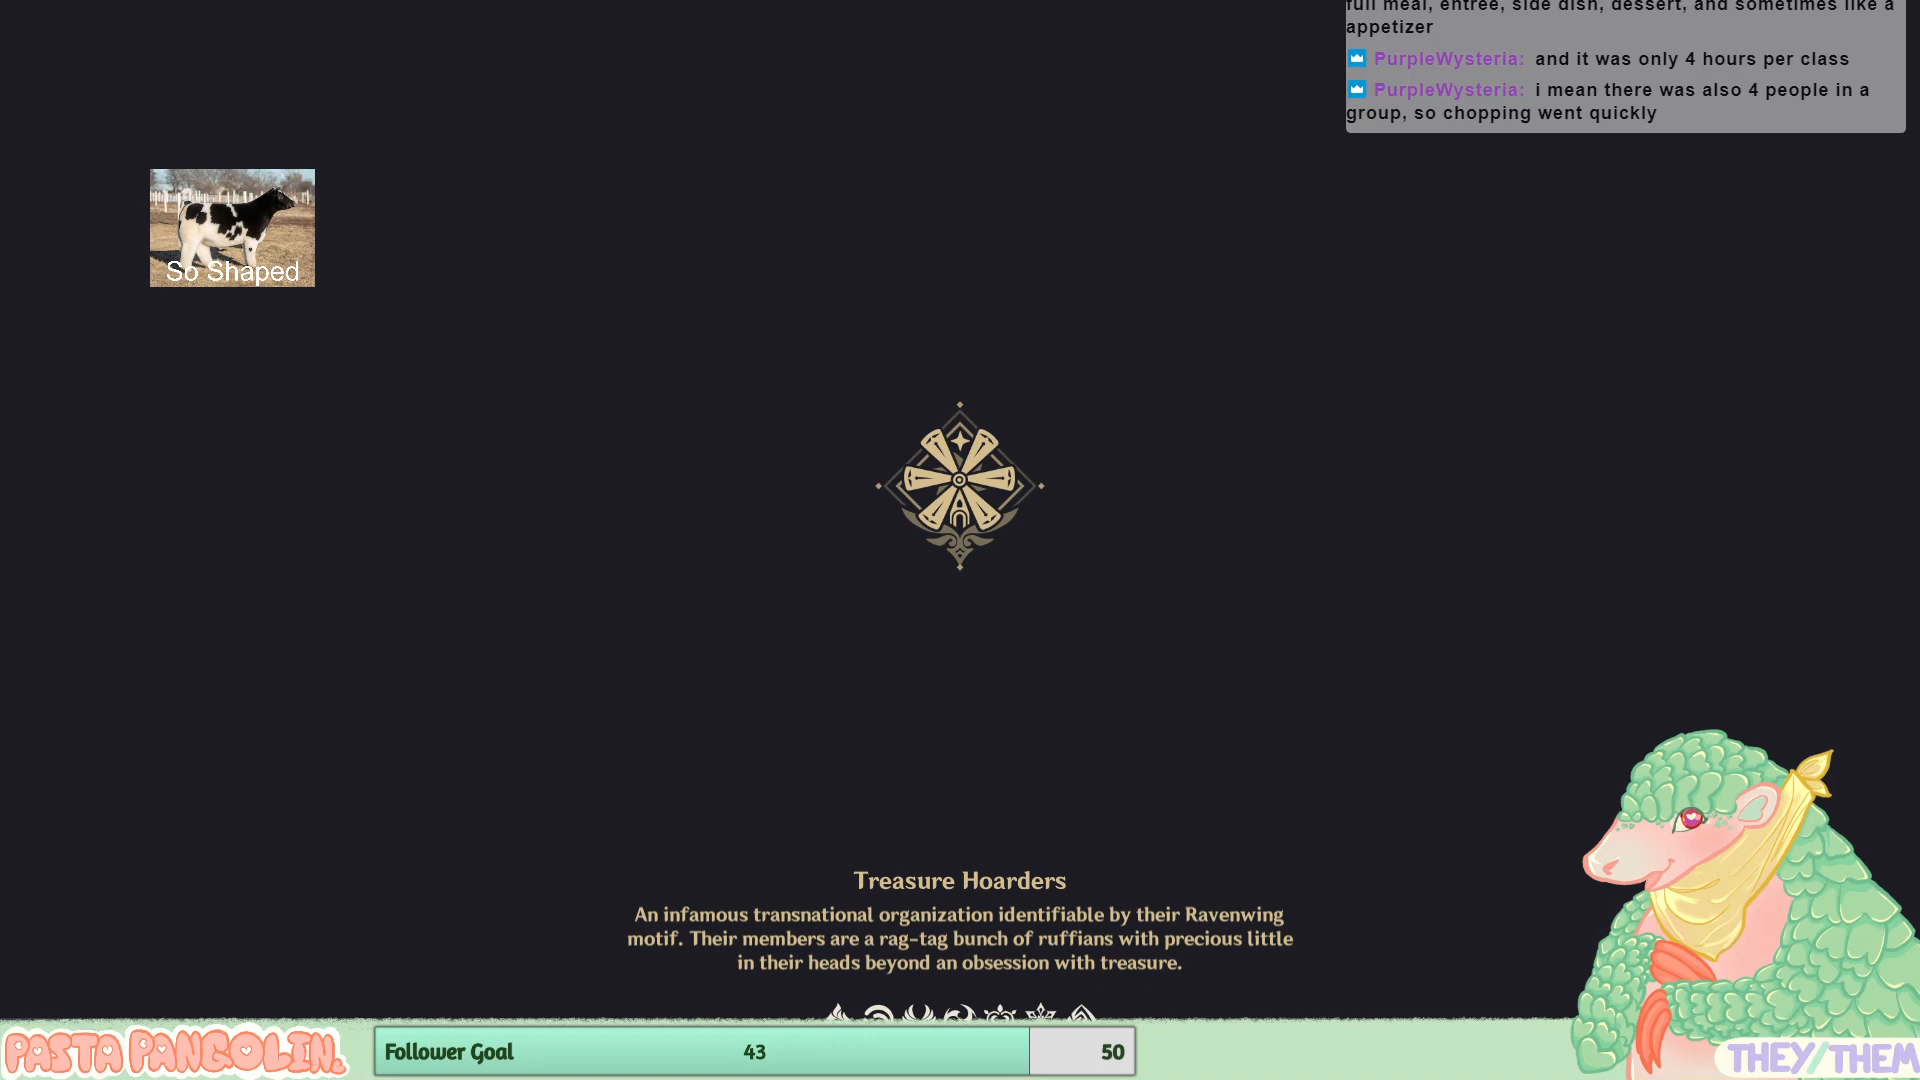 full meal, entree, side dish, dessert, and sometimes like a
appetizer
PurpleWysteria: and it was only 4 hours per class
PurpleWysteria: i mean there was also 4 people in a
group, so chopping went quickly
So Shaped
Treasure Hoarders
An infamous transnational organization identifiable by their Ravenwing
motif. Their members are a rag-tag bunch of ruffians with precious little
in their heads beyond an obsession with treasure.
PASTA PANGOLIN
Follower Goal 43 50
THEY/THEM